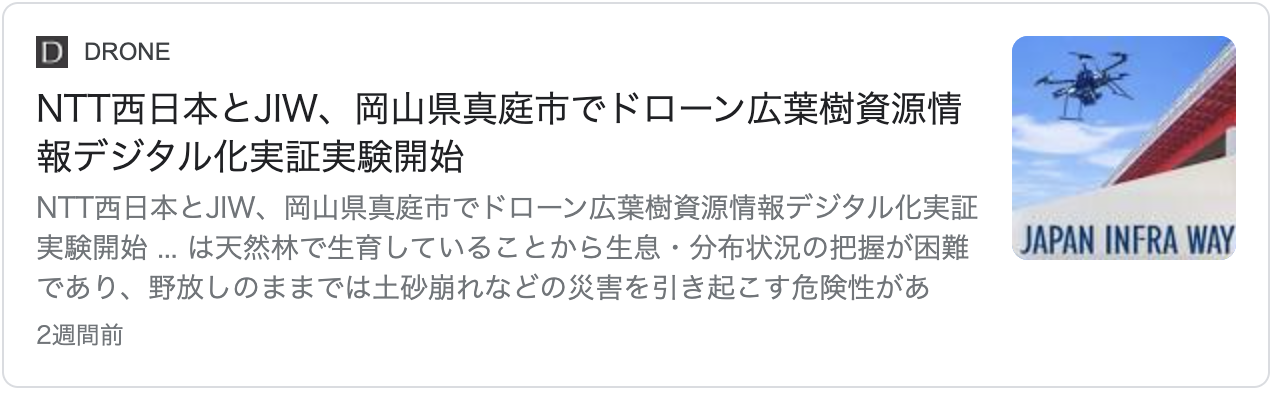 D DRONE
NTT西日本とJIW、岡山県真庭市でドローン広葉樹資源情
報デジタル化実証実験開始
NTT西日本とJIW、岡山県真庭市でドローン広葉樹資源情報デジタル化実証
実験開始 ... は天然林で生育していることから生息・分布状況の把握が困難
であり、野放しのままでは土砂崩れなどの災害を引き起こす危険性があ
2週間前
JAPAN INFRA WAY